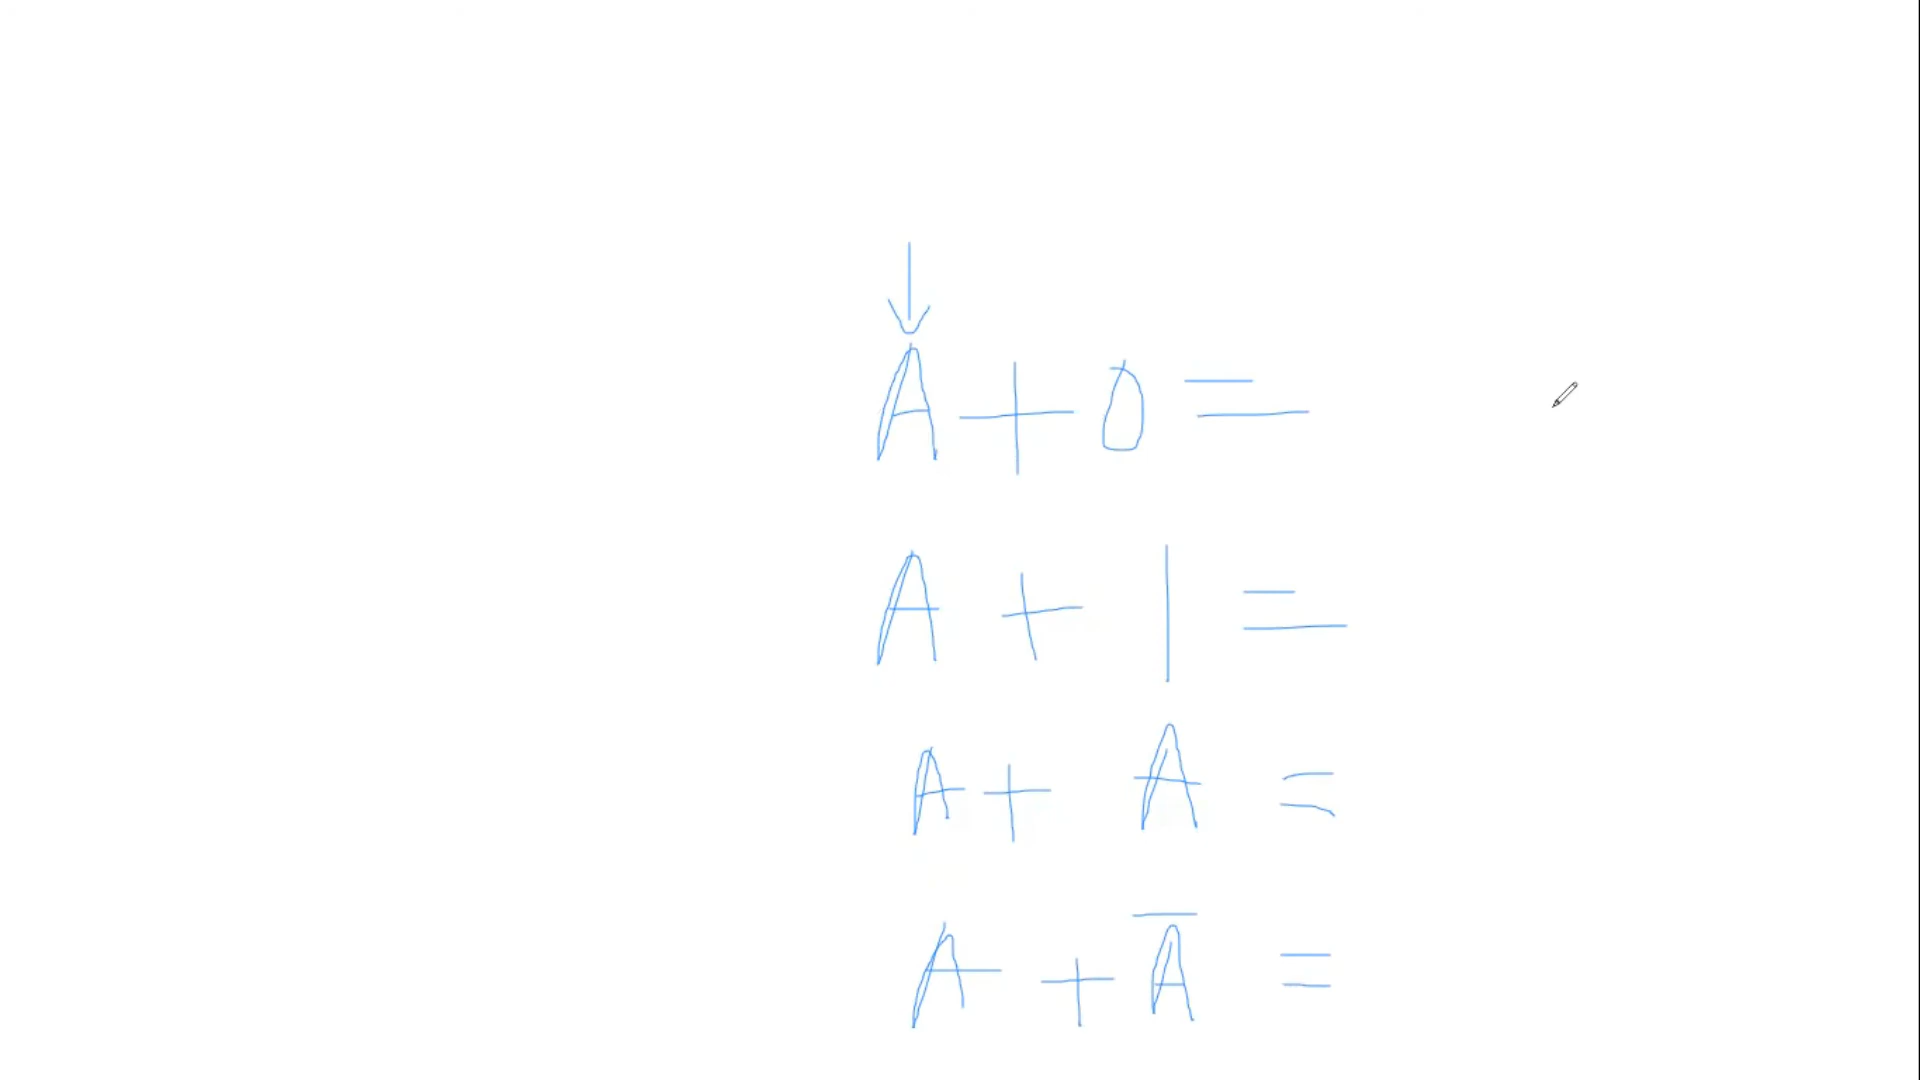 A + 0 =
A + 1 =
A + A =
A + A̅ =